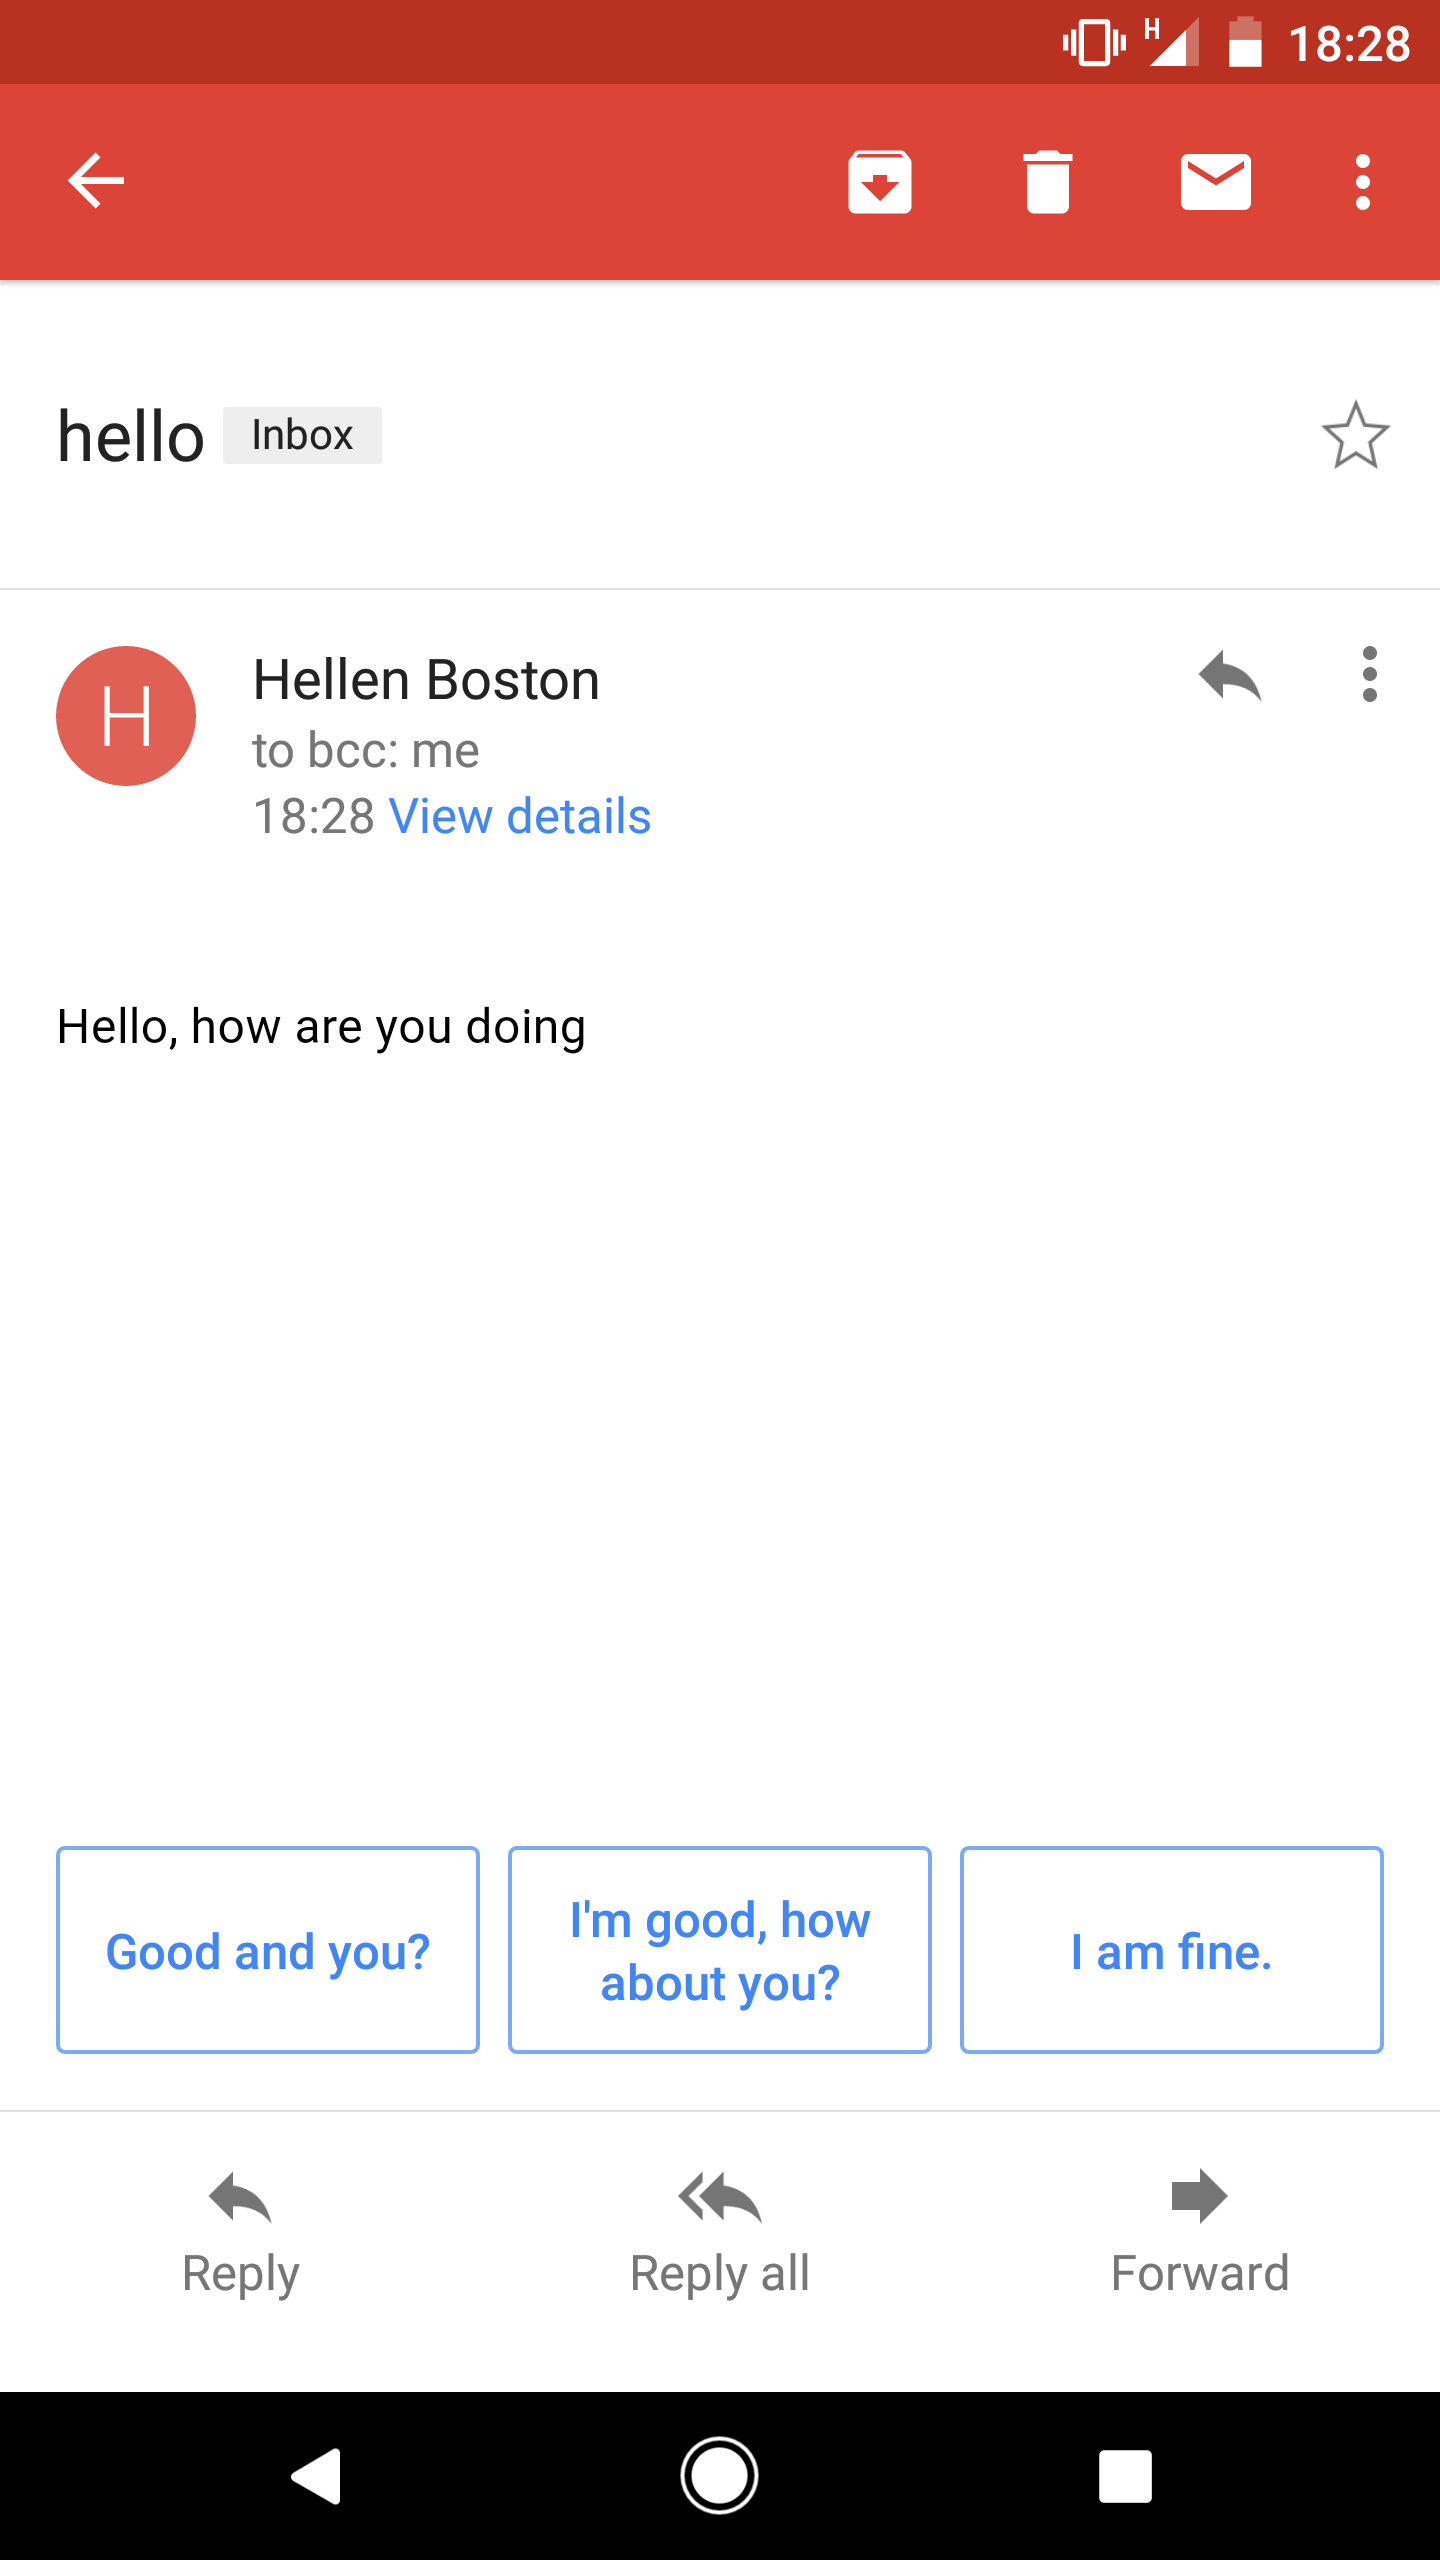 H 18:28
hello Inbox
H
Hellen Boston
to bcc: me
18:28 View details
Hello, how are you doing
Good and you?
I'm good, how
about you?
I am fine.
Reply
Reply all
Forward